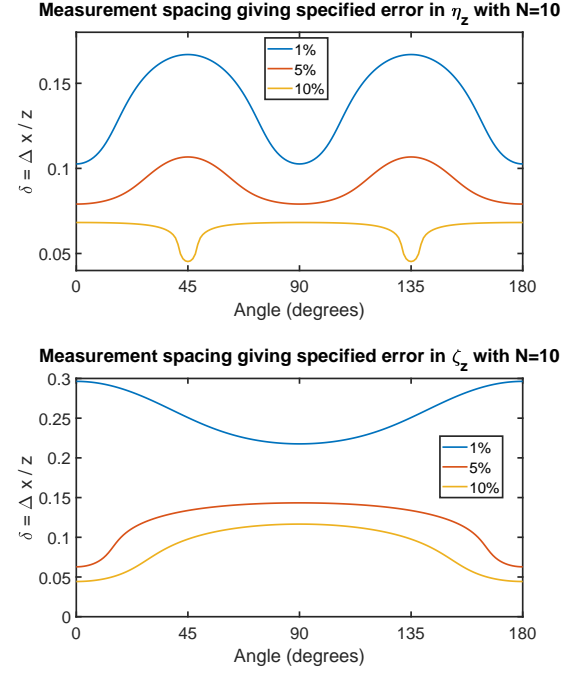 Measurement spacing giving specified error in η_z with N=10
1%
5%
10%
0.15
0.1
0.05
δ = Δ x / z
0 45 90 135 180
Angle (degrees)
Measurement spacing giving specified error in ζ_z with N=10
0.3
0.25
0.2
0.15
0.1
0.05
0
δ = Δ x / z
1%
5%
10%
0 45 90 135 180
Angle (degrees)